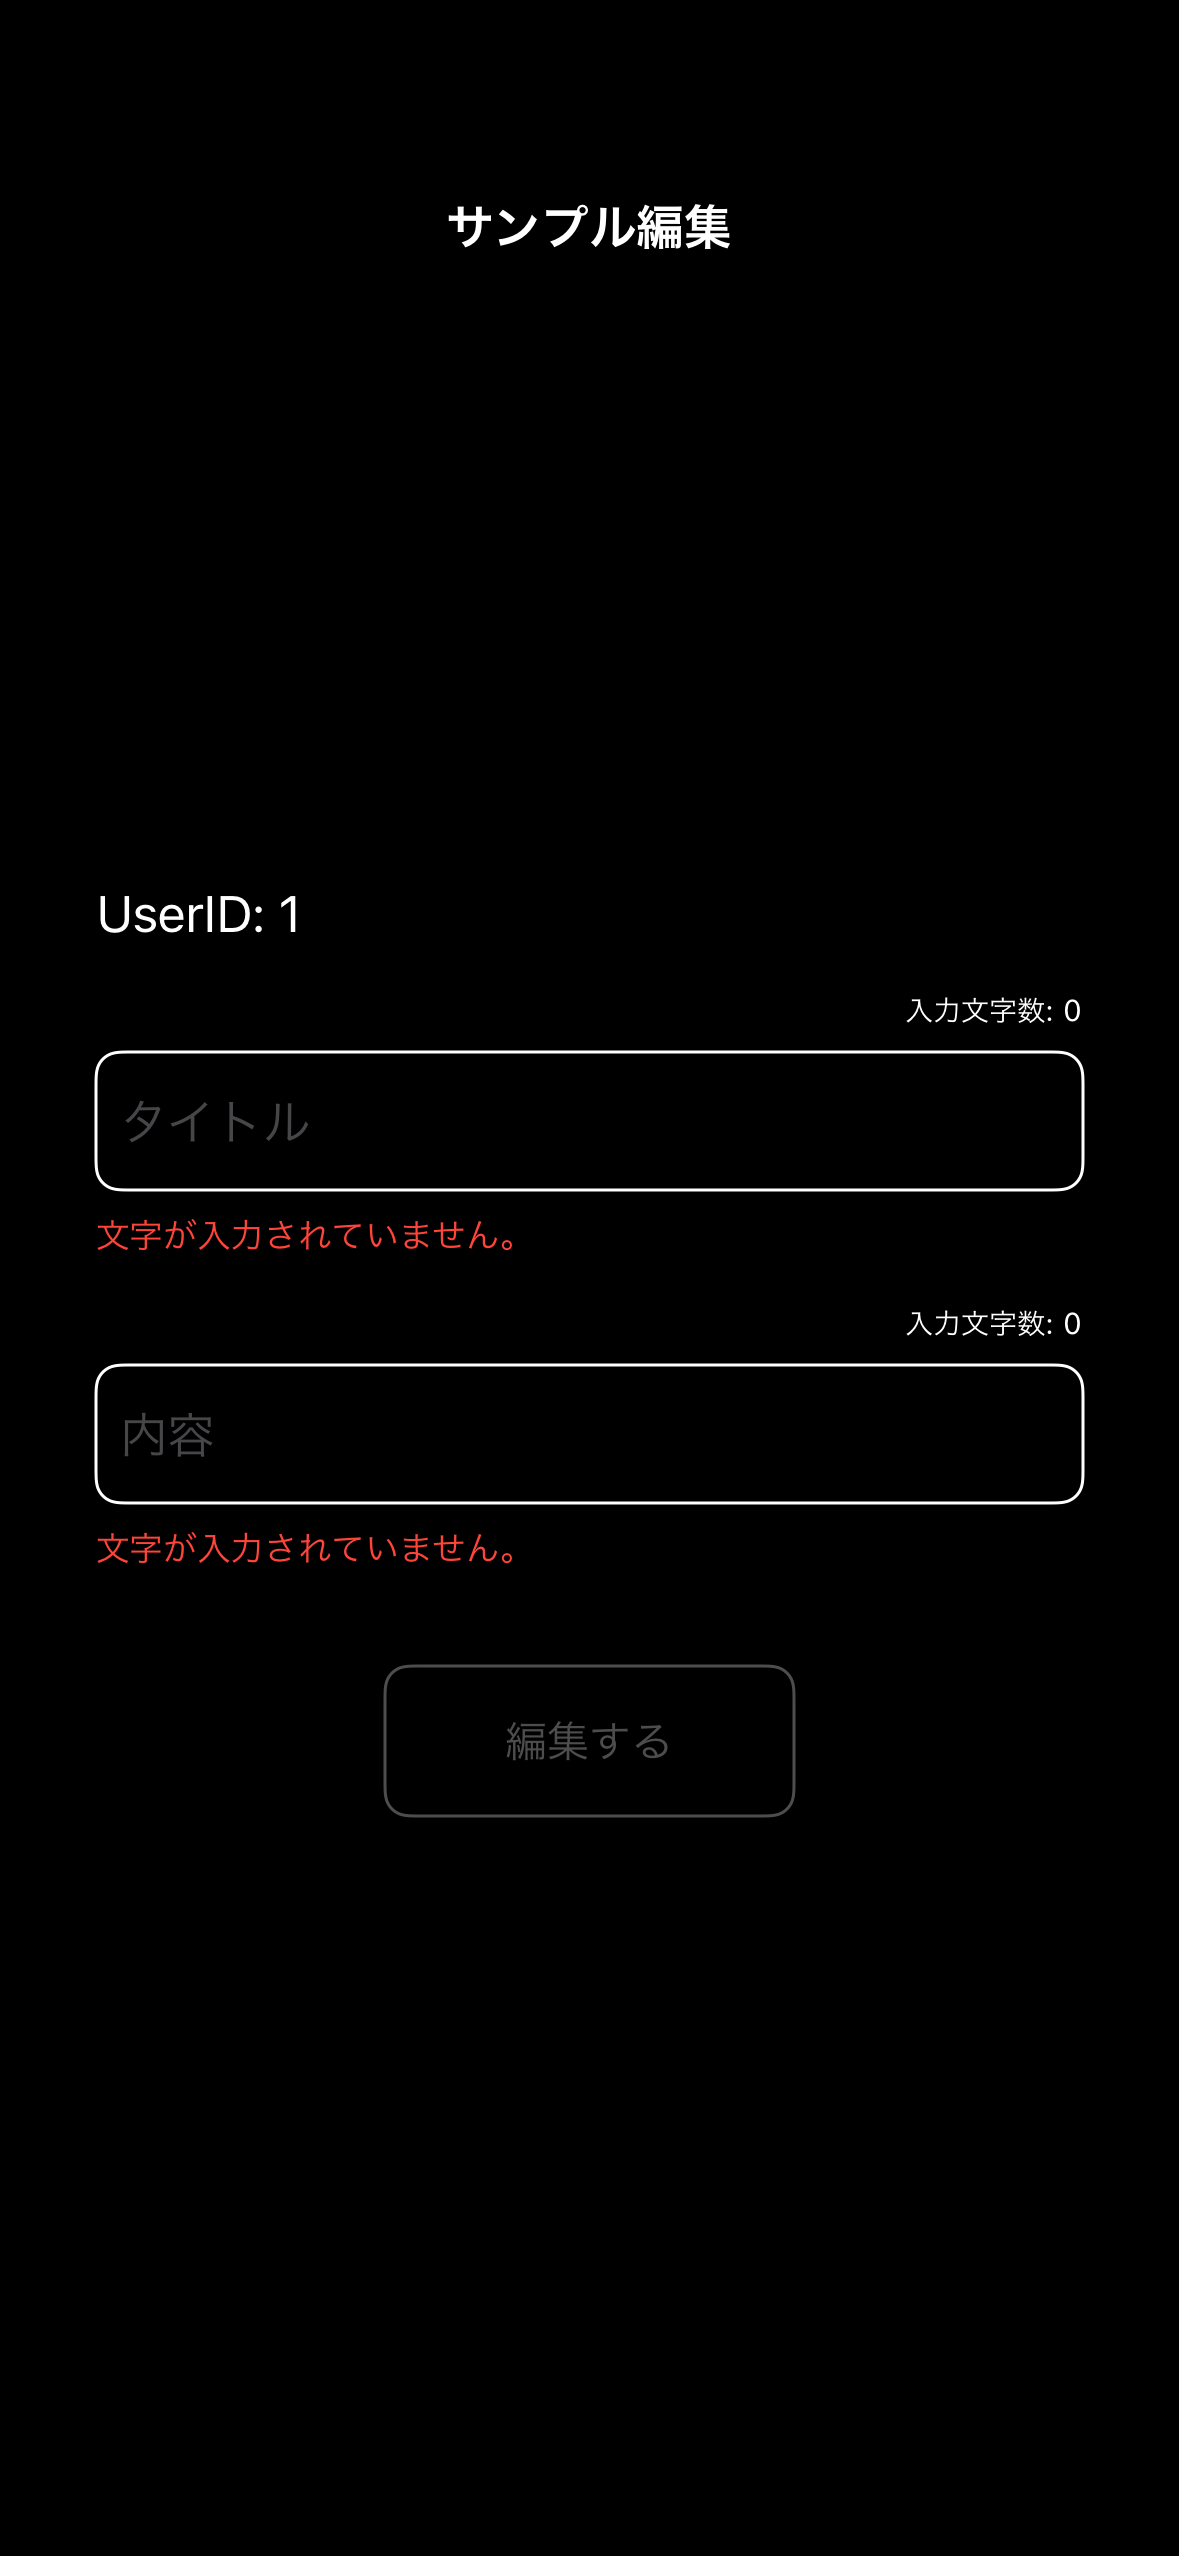 サンプル編集
UserID: 1
入力文字数: 0
タイトル
文字が入力されていません。
入力文字数: 0
内容
文字が入力されていません。
編集する